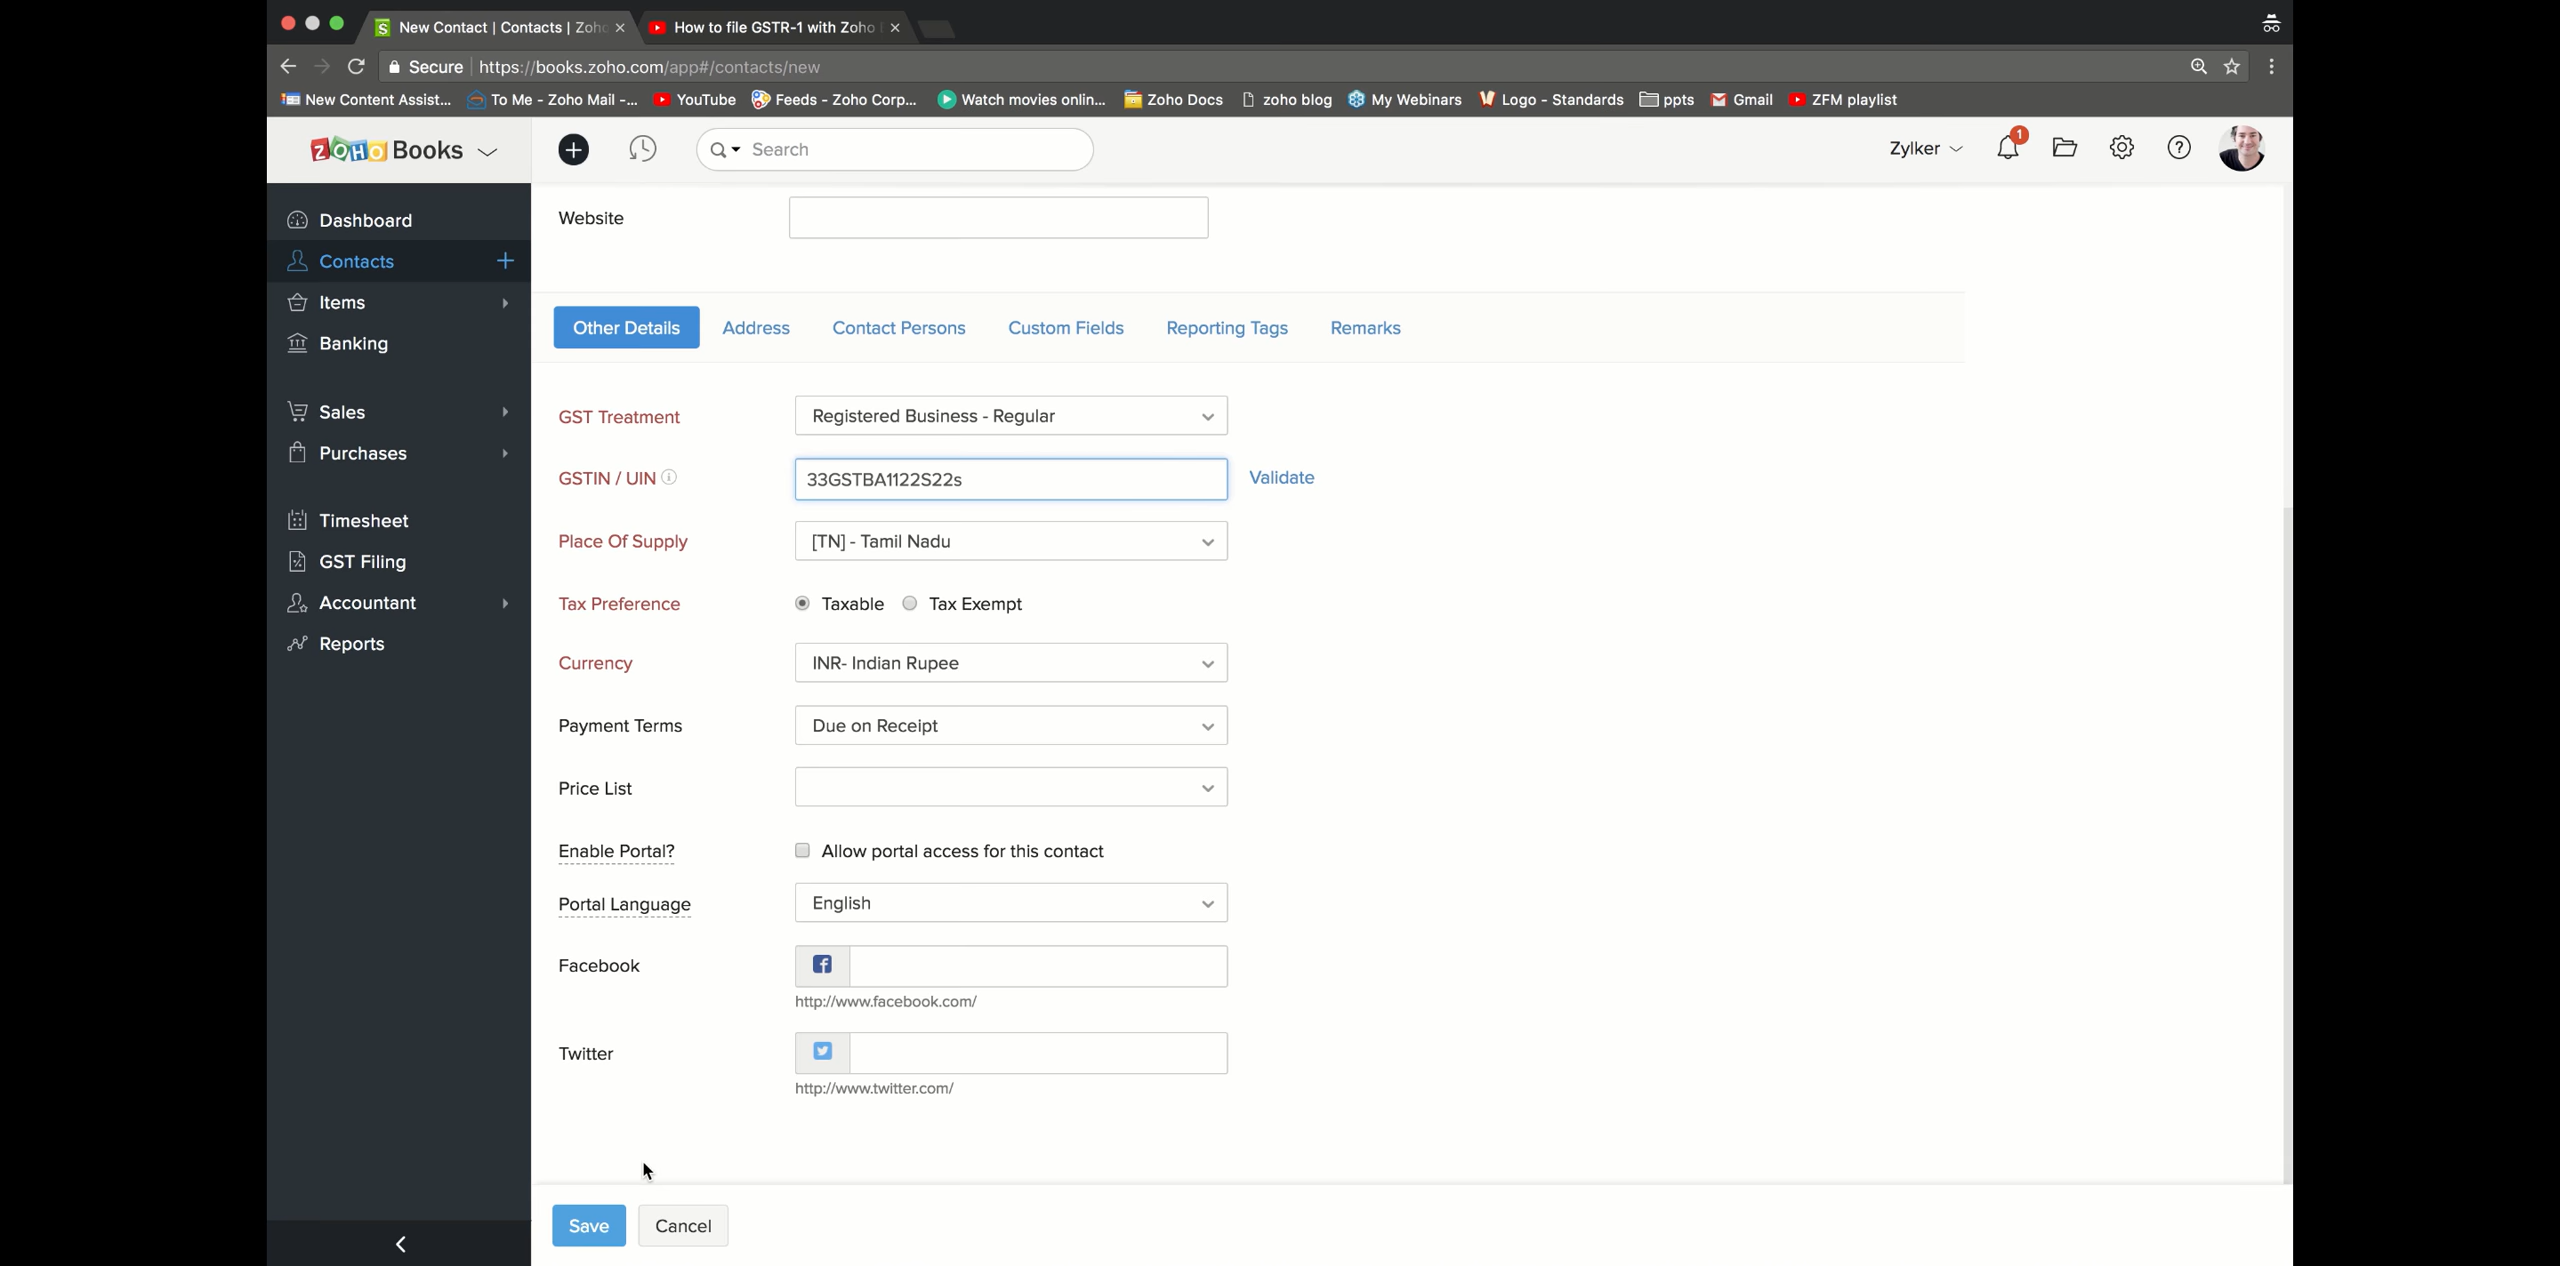 New Contact | Contacts | Zoho
How to file GSTR-1 with Zoho
Secure https://books.zoho.com/app#/contacts/new
New Content Assist... To Me - Zoho Mail -... YouTube Feeds - Zoho Corp... Watch movies onlin... Zoho Docs zoho blog My Webinars Logo - Standards ppts Gmail ZFM playlist
ZOHO Books
Search
Zylker
1
Dashboard
Contacts
Items
Banking
Sales
Purchases
Timesheet
GST Filing
Accountant
Reports
Website
Other Details Address Contact Persons Custom Fields Reporting Tags Remarks
GST Treatment Registered Business - Regular
GSTIN / UIN 33GSTBA1122S22s Validate
Place Of Supply [TN] - Tamil Nadu
Tax Preference Taxable Tax Exempt
Currency INR- Indian Rupee
Payment Terms Due on Receipt
Price List
Enable Portal? Allow portal access for this contact
Portal Language English
Facebook
http://www.facebook.com/
Twitter
http://www.twitter.com/
Save Cancel